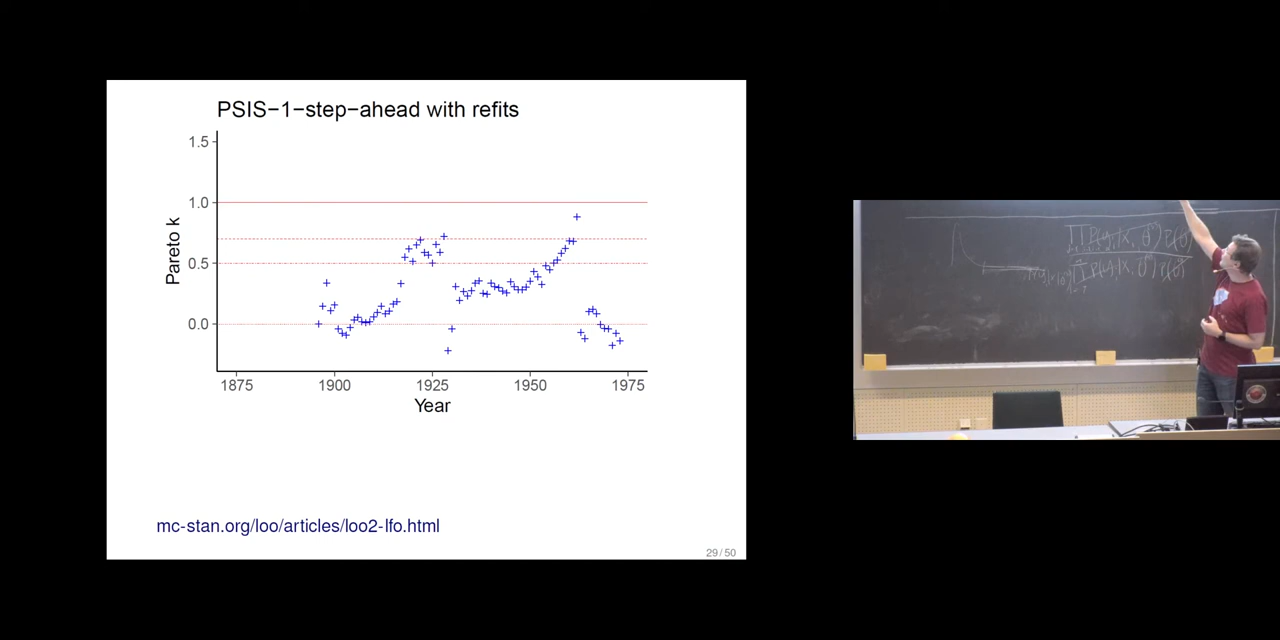 PSIS−1−step−ahead with refits
1.5
1.0
0.5
0.0
Pareto k
1875
1900
1925
1950
1975
Year
mc-stan.org/loo/articles/loo2-lfo.html
29 / 50